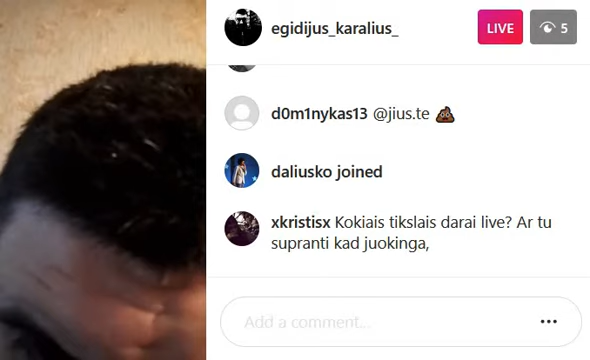 egidijus_karalius_
LIVE
5
d0m1nykas13 @jius.te 💩
daliusko joined
xkristisx Kokiais tikslais darai live? Ar tu
supranti kad juokinga,
Add a comment...